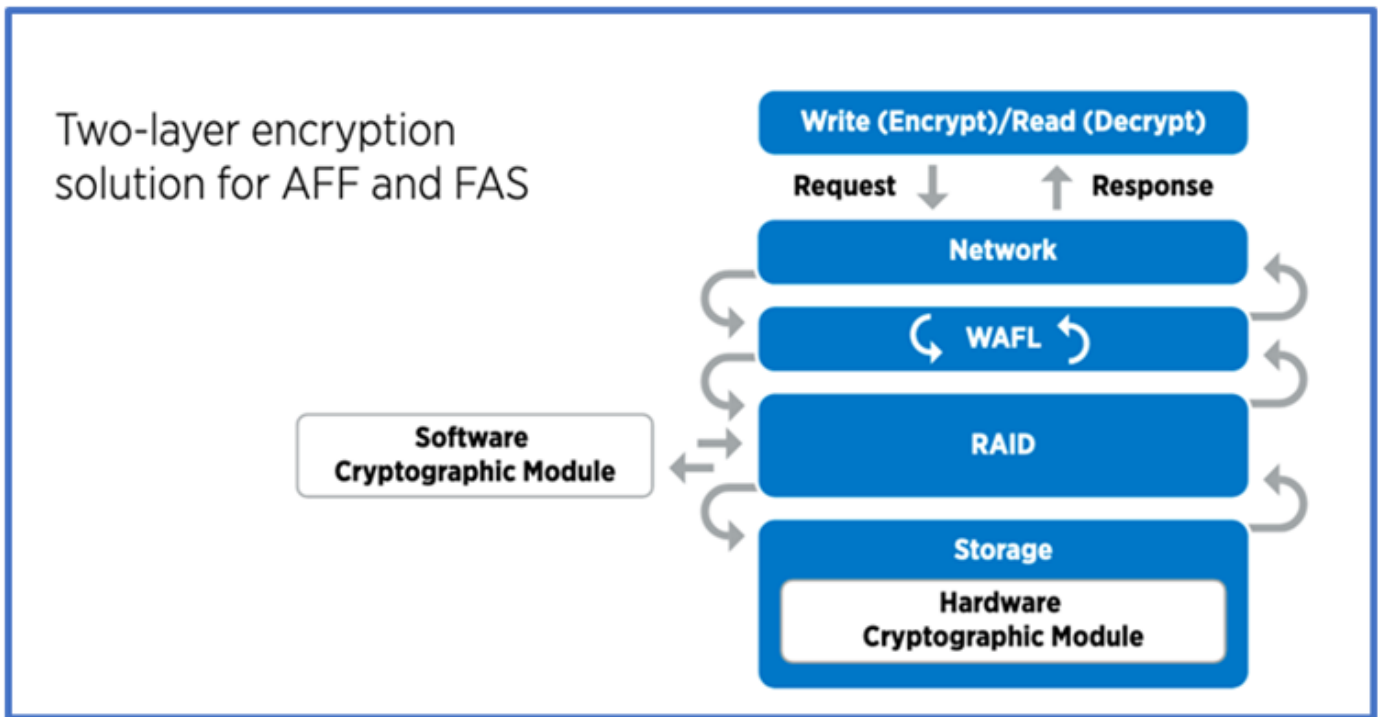 Two-layer encryption
solution for AFF and FAS
Write (Encrypt)/Read (Decrypt)
Request
Response
Network
WAFL
RAID
Software
Cryptographic Module
Storage
Hardware
Cryptographic Module